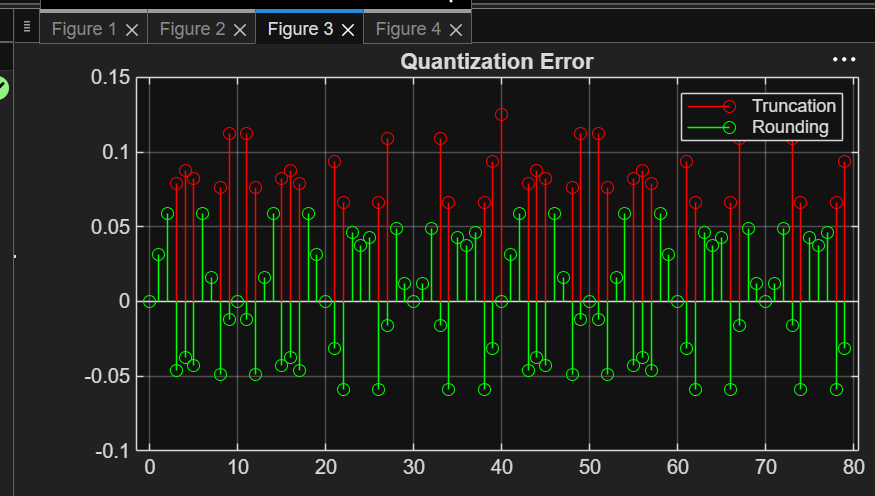 Figure 1 Figure 2 Figure 3 Figure 4
Quantization Error
Truncation
Rounding
0.15
0.1
0.05
0
-0.05
-0.1
0 10 20 30 40 50 60 70 80